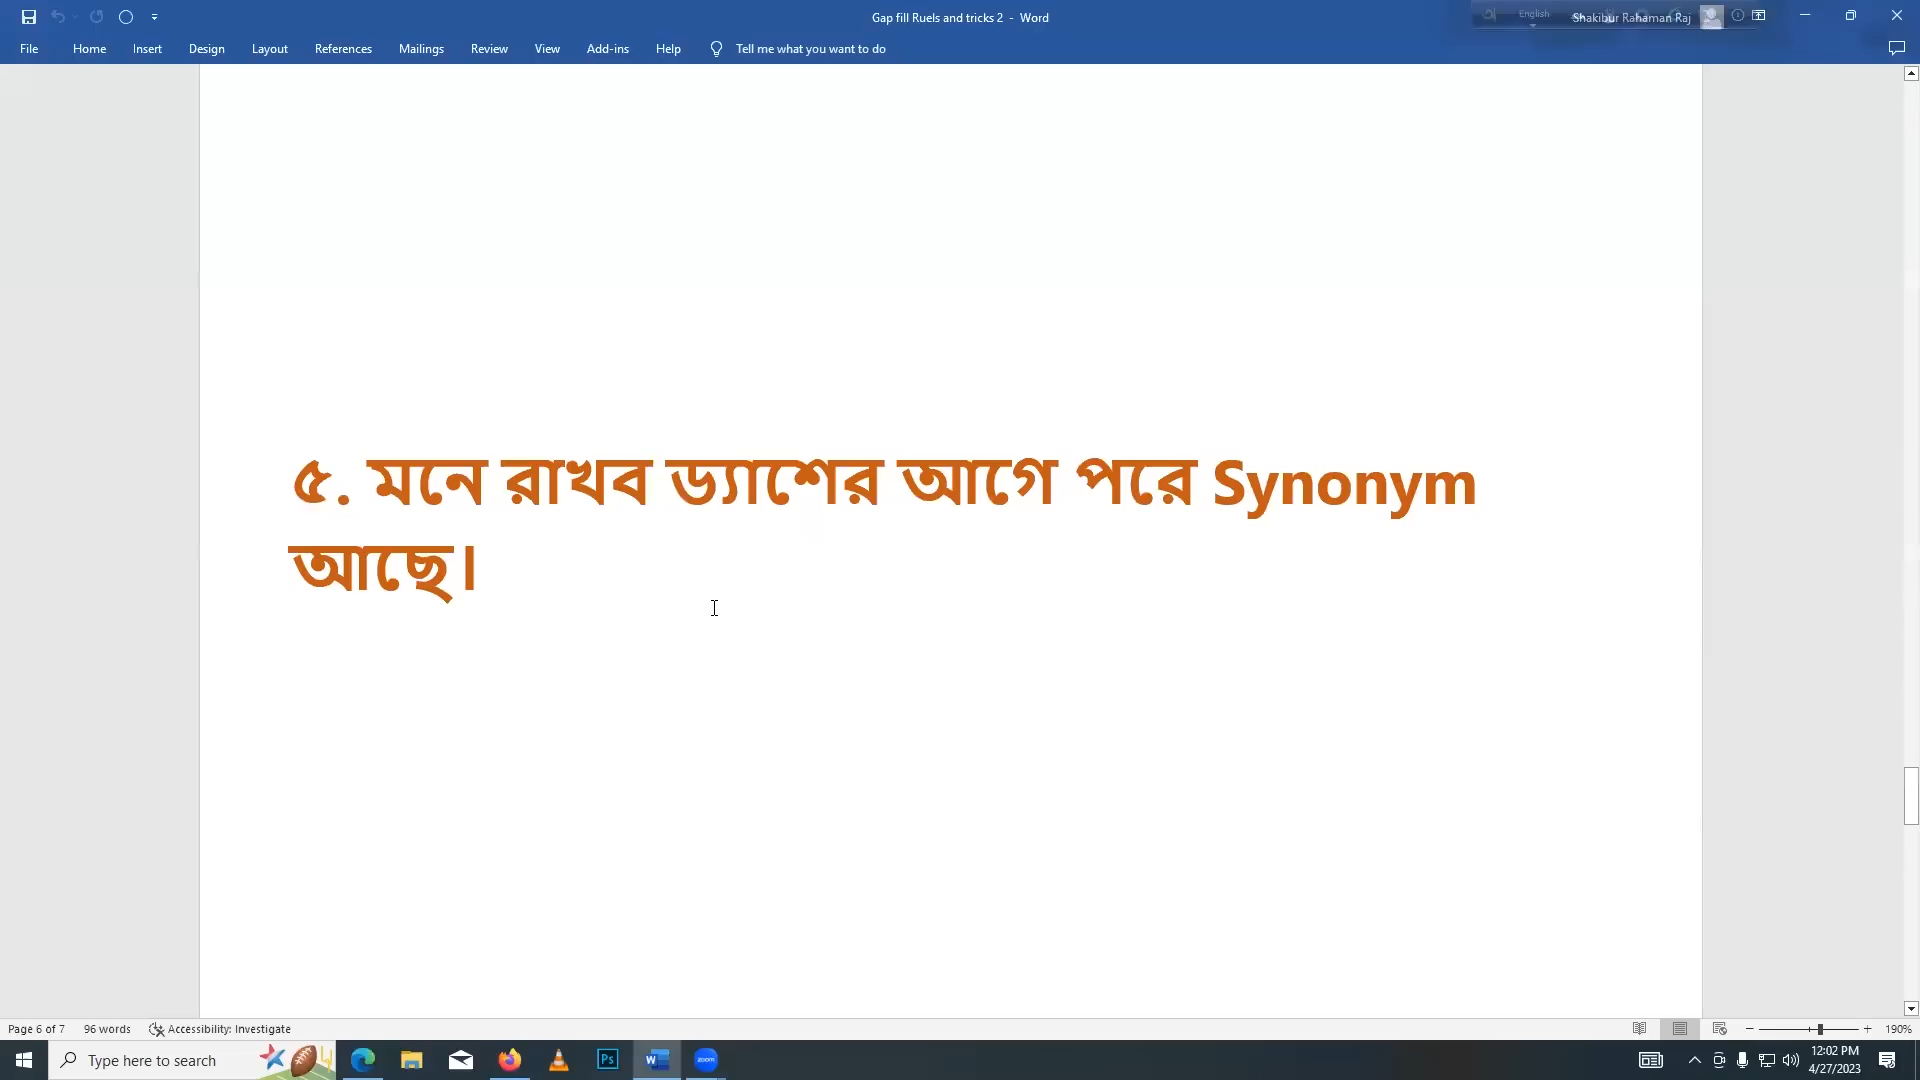 Gap fill Ruels and tricks 2 - Word
English
Shakibur Rahaman Raj
File Home Insert Design Layout References Mailings Review View Add-ins Help Tell me what you want to do
৫. মনে রাখব ড্যাশের আগে পরে Synonym
আছে।
Page 6 of 7 96 words Accessibility: Investigate
190%
Type here to search
Ps
zoom
12:02 PM
4/27/2023